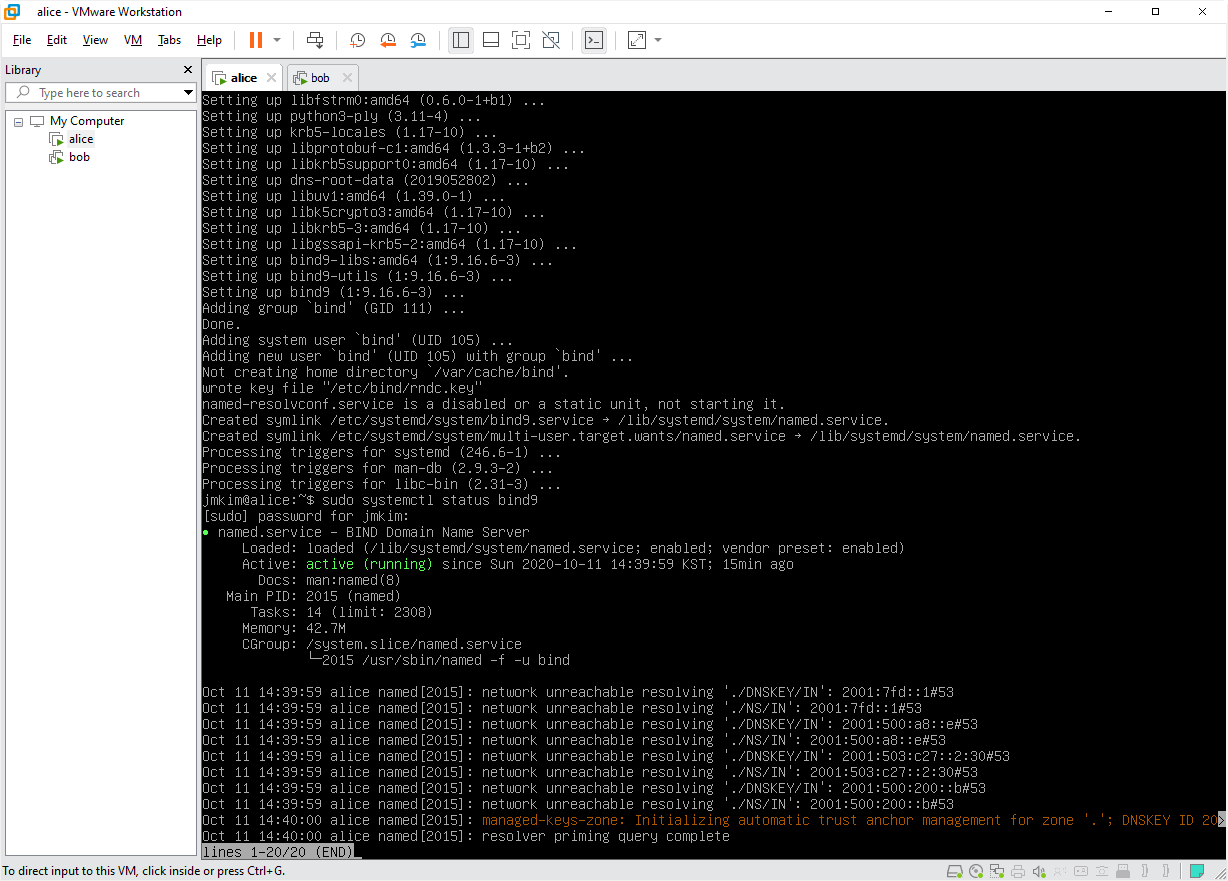 alice - VMware Workstation
File Edit View VM Tabs Help
Library
Type here to search
My Computer
alice
bob
alice bob
Setting up libfstrm0:amd64 (0.6.0-1+b1) ...
Setting up python3-ply (3.11-4) ...
Setting up krb5-locales (1.17-10) ...
Setting up libprotobuf-c1:amd64 (1.3.3-1+b2) ...
Setting up libkrb5support0:amd64 (1.17-10) ...
Setting up dns-root-data (2019052802) ...
Setting up libuv1:amd64 (1.39.0-1) ...
Setting up libk5crypto3:amd64 (1.17-10) ...
Setting up libkrb5-3:amd64 (1.17-10) ...
Setting up libgssapi-krb5-2:amd64 (1.17-10) ...
Setting up bind9-libs:amd64 (1:9.16.6-3) ...
Setting up bind9-utils (1:9.16.6-3) ...
Setting up bind9 (1:9.16.6-3) ...
Adding group `bind' (GID 111) ...
Done.
Adding system user `bind' (UID 105) ...
Adding new user `bind' (UID 105) with group `bind' ...
Not creating home directory `/var/cache/bind'.
wrote key file "/etc/bind/rndc.key"
named-resolvconf.service is a disabled or a static unit, not starting it.
Created symlink /etc/systemd/system/bind9.service → /lib/systemd/system/named.service.
Created symlink /etc/systemd/system/multi-user.target.wants/named.service → /lib/systemd/system/named.service.
Processing triggers for systemd (246.6-1) ...
Processing triggers for man-db (2.9.3-2) ...
Processing triggers for libc-bin (2.31-3) ...
jmkim@alice:~$ sudo systemctl status bind9
[sudo] password for jmkim:
● named.service - BIND Domain Name Server
Loaded: loaded (/lib/systemd/system/named.service; enabled; vendor preset: enabled)
Active: active (running) since Sun 2020-10-11 14:39:59 KST; 15min ago
Docs: man:named(8)
Main PID: 2015 (named)
Tasks: 14 (limit: 2308)
Memory: 42.7M
CGroup: /system.slice/named.service
└─2015 /usr/sbin/named -f -u bind
Oct 11 14:39:59 alice named[2015]: network unreachable resolving './DNSKEY/IN': 2001:7fd::1#53
Oct 11 14:39:59 alice named[2015]: network unreachable resolving './NS/IN': 2001:7fd::1#53
Oct 11 14:39:59 alice named[2015]: network unreachable resolving './DNSKEY/IN': 2001:500:a8::e#53
Oct 11 14:39:59 alice named[2015]: network unreachable resolving './NS/IN': 2001:500:a8::e#53
Oct 11 14:39:59 alice named[2015]: network unreachable resolving './DNSKEY/IN': 2001:503:c27::2:30#53
Oct 11 14:39:59 alice named[2015]: network unreachable resolving './NS/IN': 2001:503:c27::2:30#53
Oct 11 14:39:59 alice named[2015]: network unreachable resolving './DNSKEY/IN': 2001:500:200::b#53
Oct 11 14:39:59 alice named[2015]: network unreachable resolving './NS/IN': 2001:500:200::b#53
Oct 11 14:40:00 alice named[2015]: managed-keys-zone: Initializing automatic trust anchor management for zone '.'; DNSKEY ID 20>
Oct 11 14:40:00 alice named[2015]: resolver priming query complete
lines 1-20/20 (END)
To direct input to this VM, click inside or press Ctrl+G.